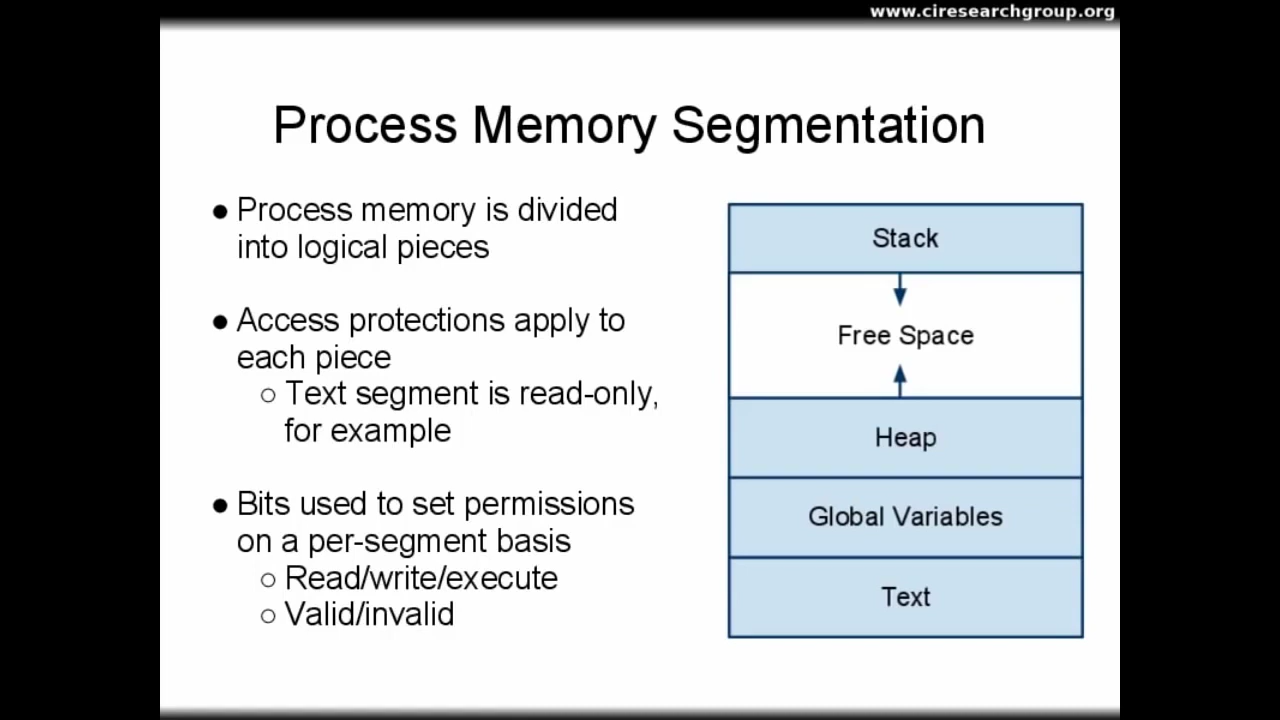 www.ciresearchgroup.org
Process Memory Segmentation
● Process memory is divided
into logical pieces
● Access protections apply to
each piece
○ Text segment is read-only,
for example
● Bits used to set permissions
on a per-segment basis
○ Read/write/execute
○ Valid/invalid
Stack
Free Space
Heap
Global Variables
Text